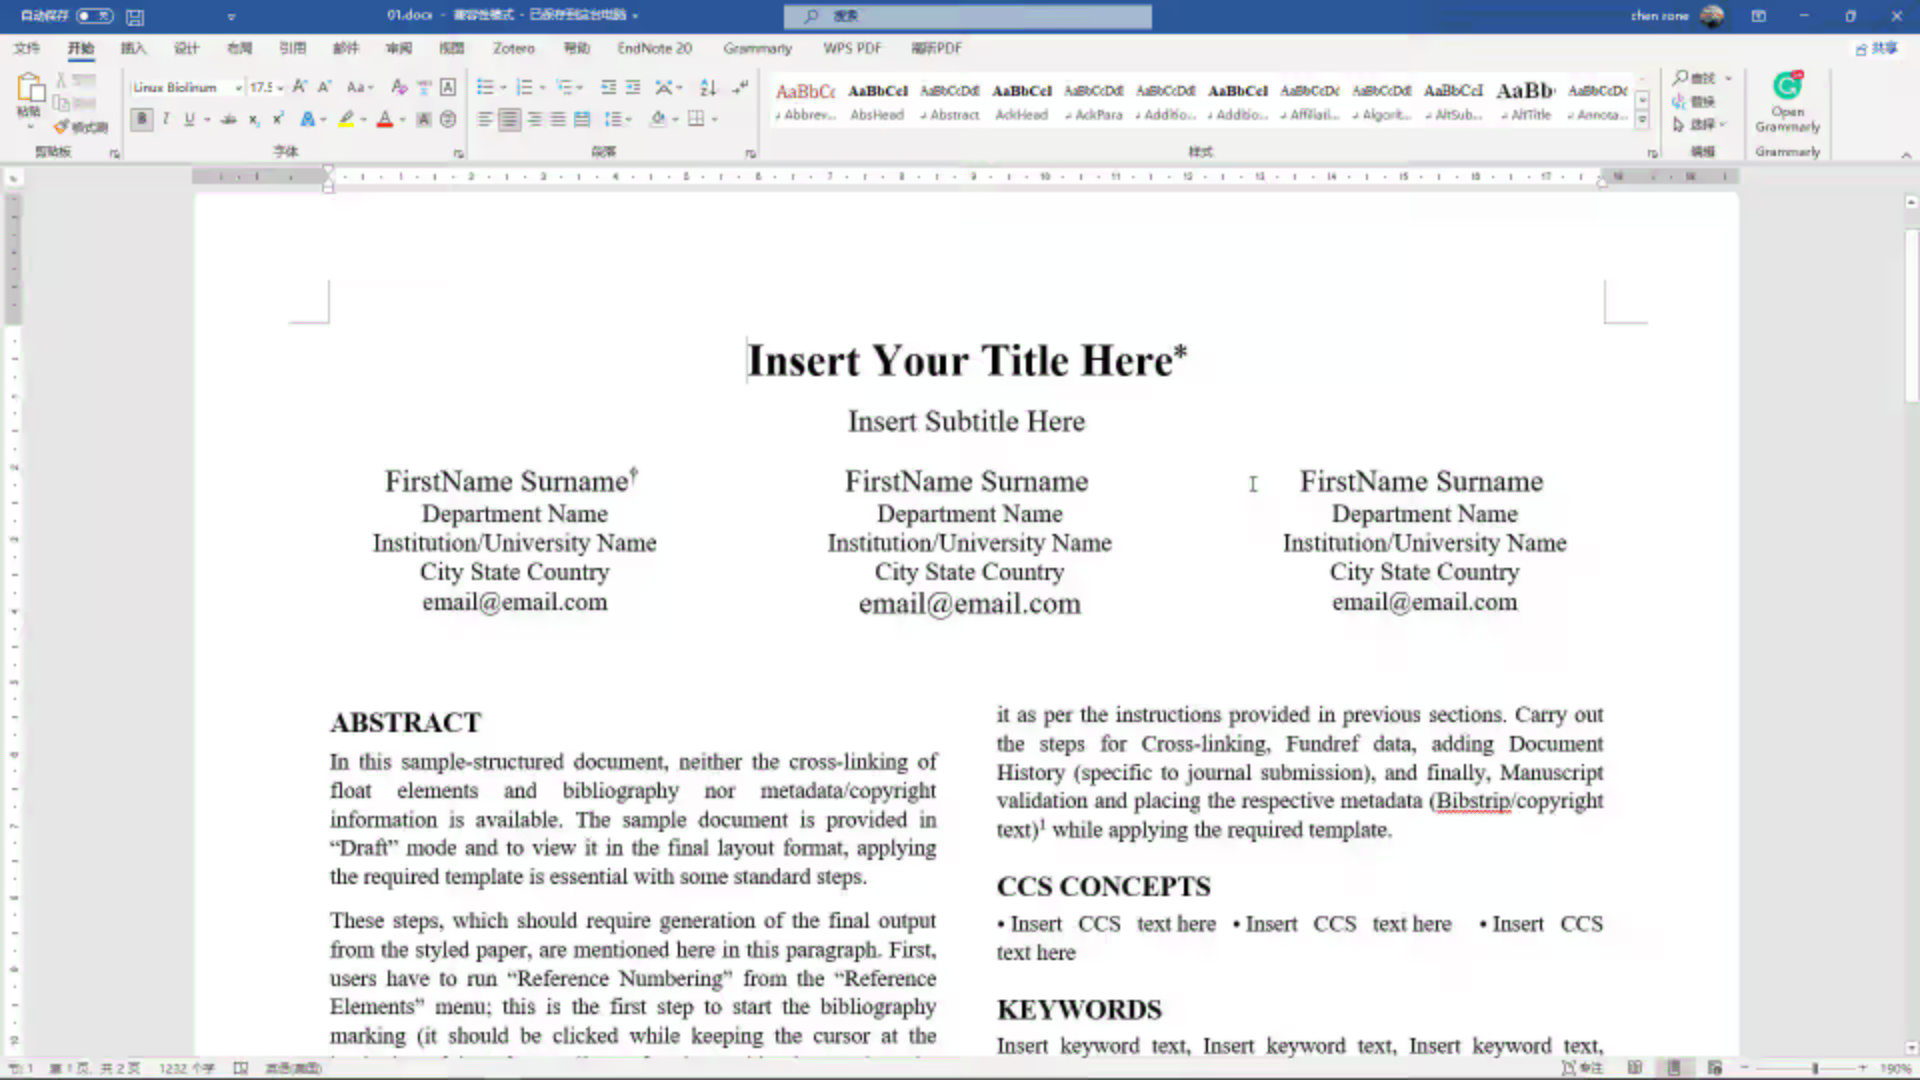 自动保存 关 01.docx - 兼容性模式 - 已保存到这台电脑 搜索 chen rone
文件 开始 插入 设计 布局 引用 邮件 审阅 视图 Zotero 帮助 EndNote 20 Grammarly WPS PDF 福昕PDF 共享
粘贴 格式刷 Linux Biolinum 17.5 查找 替换 选择
AaBbCc AaBbCcI AaBbCcDd AaBbCcI AaBbCcDd AaBbCcDd AaBbCcI AaBbCcDc AaBbCcDd AaBbCcI AaBb AaBbCcDc
Abbrev... AbsHead Abstract AckHead AckPara Additio... Additio... Affiliati... Algorit... AltSub... AltTitle Annota...
Open Grammarly
剪贴板 字体 段落 样式 编辑 Grammarly
Insert Your Title Here*
Insert Subtitle Here
FirstName Surname† FirstName Surname FirstName Surname
Department Name Department Name Department Name
Institution/University Name Institution/University Name Institution/University Name
City State Country City State Country City State Country
email@email.com email@email.com email@email.com
ABSTRACT
In this sample-structured document, neither the cross-linking of
float elements and bibliography nor metadata/copyright
information is available. The sample document is provided in
“Draft” mode and to view it in the final layout format, applying
the required template is essential with some standard steps.
These steps, which should require generation of the final output
from the styled paper, are mentioned here in this paragraph. First,
users have to run “Reference Numbering” from the “Reference
Elements” menu; this is the first step to start the bibliography
marking (it should be clicked while keeping the cursor at the
it as per the instructions provided in previous sections. Carry out
the steps for Cross-linking, Fundref data, adding Document
History (specific to journal submission), and finally, Manuscript
validation and placing the respective metadata (Bibstrip/copyright
text)¹ while applying the required template.
CCS CONCEPTS
• Insert CCS text here • Insert CCS text here • Insert CCS
text here
KEYWORDS
Insert keyword text, Insert keyword text, Insert keyword text,
节: 1 第 1 页, 共 2 页 1232 个字 英语(美国) 专注 190%